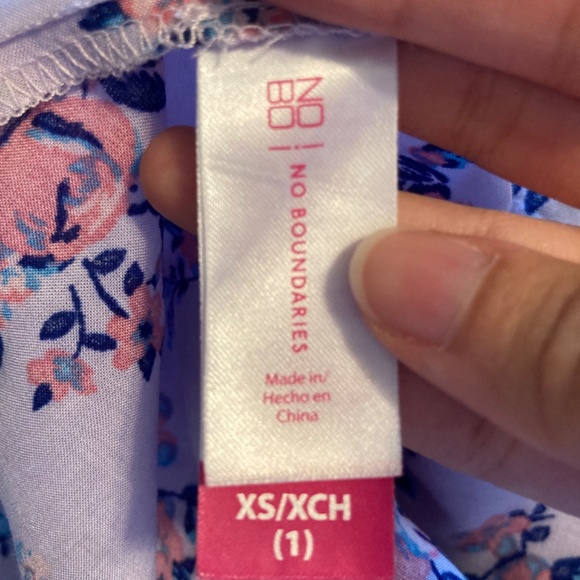 NO
BO
NO BOUNDARIES
Made in/
Hecho en
China
XS/XCH
(1)